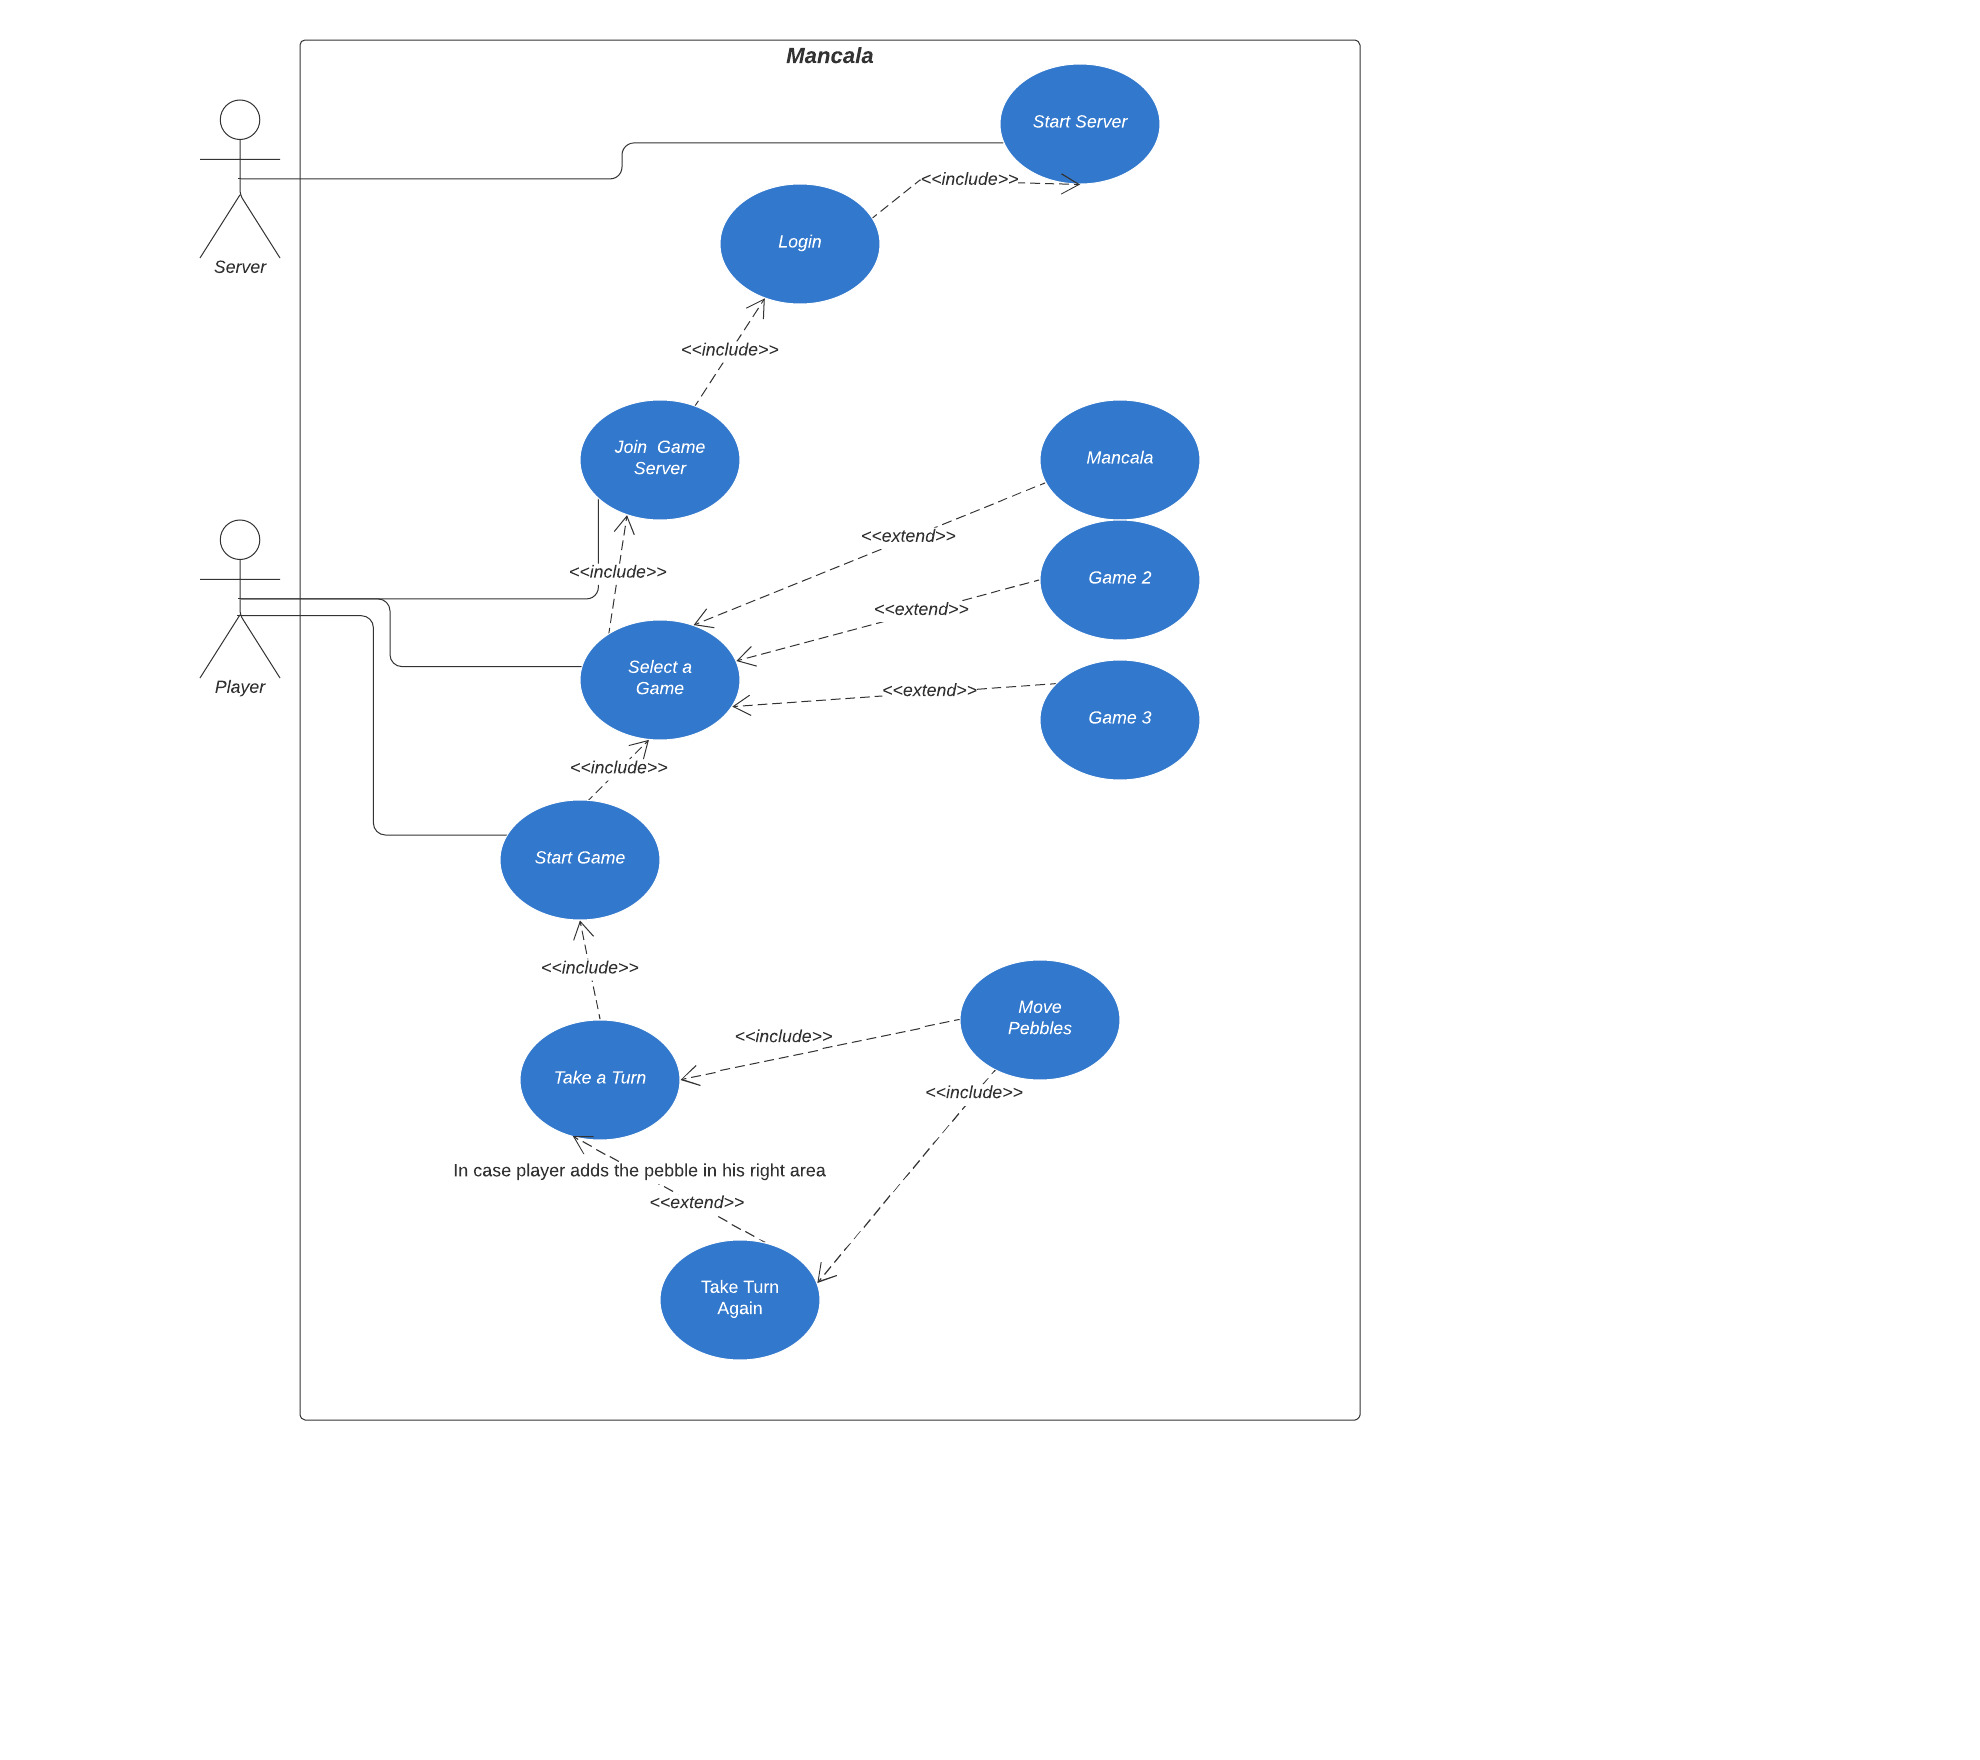 Mancala
Start Server
<<include>>
Login
Server
<<include>>
Join  Game
Server
Mancala
<<extend>>
<<include>>
Game 2
<<extend>>
Select a
Game
Player
<<extend>>
Game 3
<<include>>
Start Game
<<include>>
Move
Pebbles
<<include>>
Take a Turn
<<include>>
In case player adds the pebble in his right area
<<extend>>
Take Turn
Again